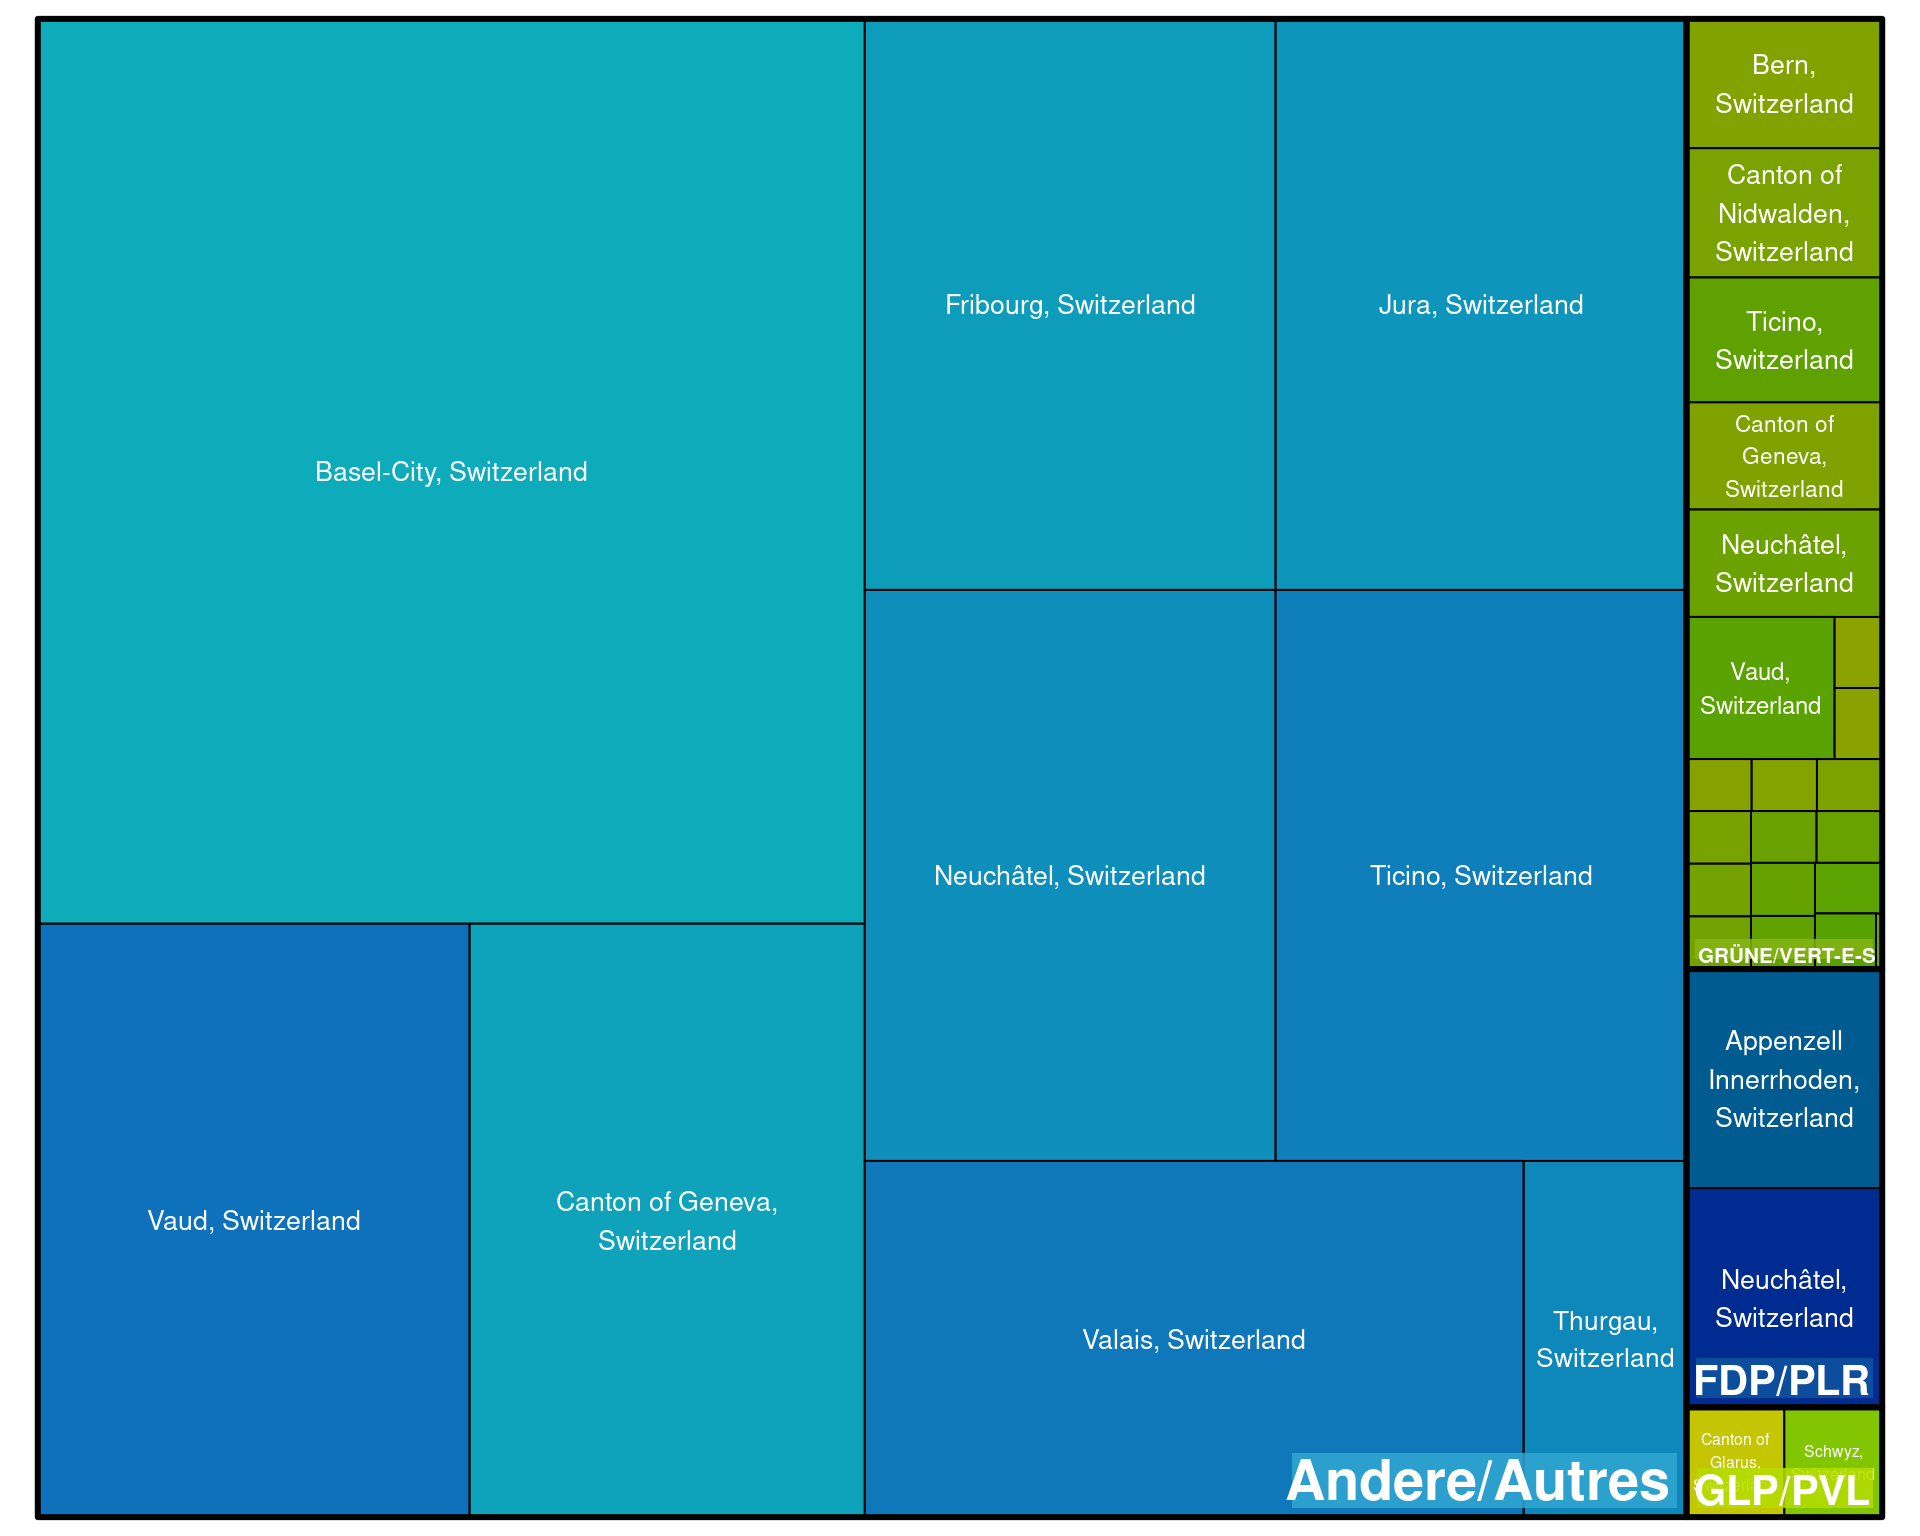 Basel-City, Switzerland
Fribourg, Switzerland
Jura, Switzerland
Neuchâtel, Switzerland
Ticino, Switzerland
Vaud, Switzerland
Canton of Geneva,
Switzerland
Valais, Switzerland
Thurgau,
Switzerland
Andere/Autres
Bern,
Switzerland
Canton of
Nidwalden,
Switzerland
Ticino,
Switzerland
Canton of
Geneva,
Switzerland
Neuchâtel,
Switzerland
Vaud,
Switzerland
GRÜNE/VERT-E-S
Appenzell
Innerrhoden,
Switzerland
Neuchâtel,
Switzerland
FDP/PLR
Canton of
Glarus,
Schwyz,
GLP/PVL